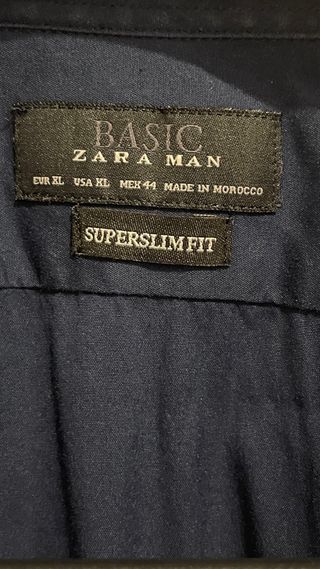 BASIC
ZARA MAN
EUR XL USA XL MEX 44 MADE IN MOROCCO
SUPERSLIM FIT